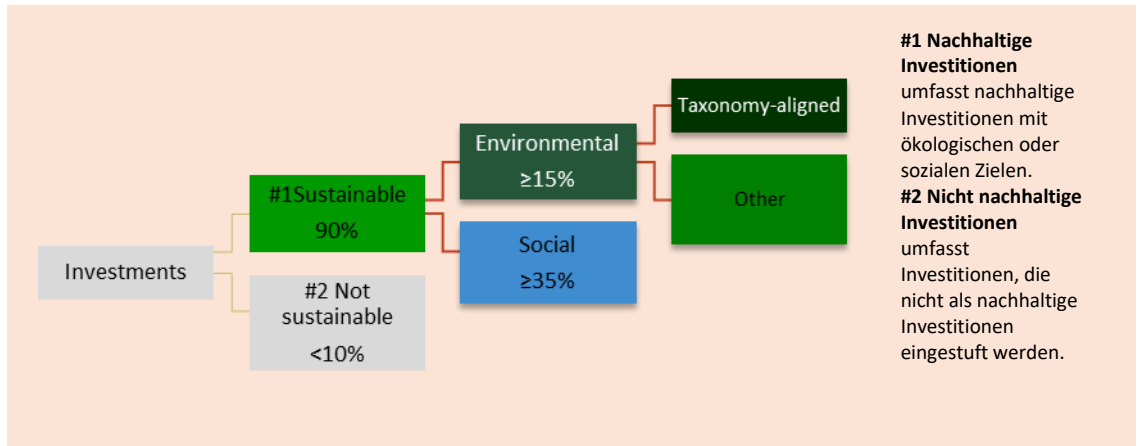 Investments
#1Sustainable
90%
#2 Not
sustainable
<10%
Environmental
≥15%
Social
≥35%
Taxonomy-aligned
Other
#1 Nachhaltige
Investitionen
umfasst nachhaltige
Investitionen mit
ökologischen oder
sozialen Zielen.
#2 Nicht nachhaltige
Investitionen
umfasst
Investitionen, die
nicht als nachhaltige
Investitionen
eingestuft werden.